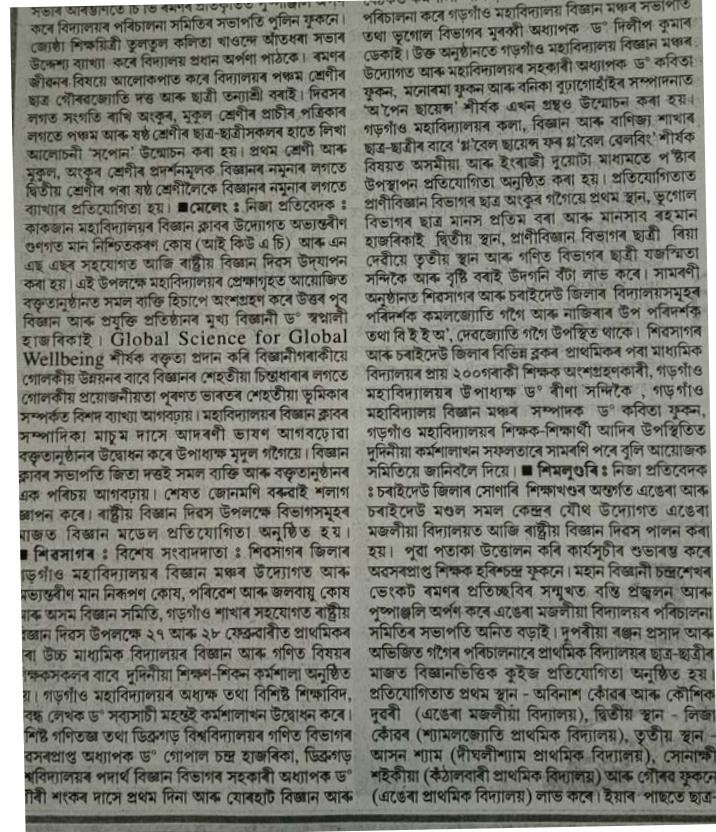 কৰে বিদ্যালয়ৰ পৰিচালনা সমিতিৰ সভাপতি পুলিন ফুকনে।
জ্যেষ্ঠা শিক্ষয়িত্ৰী তুলতুল কলিতা খাওন্দে আঁতধৰা সভাৰ
উদ্দেশ্য ব্যাখ্যা কৰে বিদ্যালয় প্ৰধান অৰ্পণা পাঠকে। ৰমণৰ
জীৱনৰ বিষয়ে আলোকপাত কৰে বিদ্যালয়ৰ পঞ্চম শ্ৰেণীৰ
ছাত্ৰ গৌৰৱজ্যোতি দত্ত আৰু ছাত্ৰী তন্যাশ্ৰী বৰাই। দিৱসৰ
লগত সংগতি ৰাখি অংকুৰ, মুকুল শ্ৰেণীৰ প্ৰাচীৰ পত্ৰিকাৰ
লগতে পঞ্চম আৰু ষষ্ঠ শ্ৰেণীৰ ছাত্ৰ-ছাত্ৰীসকলৰ হাতে লিখা
আলোচনী ‘সপোন’ উন্মোচন কৰা হয়। প্ৰথম শ্ৰেণী আৰু
মুকুল, অংকুৰ শ্ৰেণীৰ প্ৰদৰ্শনমূলক বিজ্ঞানৰ নমুনাৰ লগতে
দ্বিতীয় শ্ৰেণীৰ পৰা ষষ্ঠ শ্ৰেণীলৈকে বিজ্ঞানৰ নমুনাৰ লগতে
ব্যাখ্যাৰ প্ৰতিযোগিতা হয়। ■মেলেং : নিজা প্ৰতিবেদক :
কাকজান মহাবিদ্যালয়ৰ বিজ্ঞান ক্লাবৰ উদ্যোগত অভ্যন্তৰীণ
গুণগত মান নিশ্চিতকৰণ কোষ (আই কিউ এ চি) আৰু এন
এছ এছৰ সহযোগত আজি ৰাষ্ট্ৰীয় বিজ্ঞান দিৱস উদ্‌যাপন
কৰা হয়। এই উপলক্ষে মহাবিদ্যালয়ৰ প্ৰেক্ষাগৃহত আয়োজিত
বক্তৃতানুষ্ঠানত সমল ব্যক্তি হিচাপে অংশগ্ৰহণ কৰে উত্তৰ পূব
বিজ্ঞান আৰু প্ৰযুক্তি প্ৰতিষ্ঠানৰ মুখ্য বিজ্ঞানী ড° স্বপ্নালী
হাজৰিকাই। Global Science for Global
Wellbeing শীৰ্ষক বক্তৃতা প্ৰদান কৰি বিজ্ঞানীগৰাকীয়ে
গোলকীয় উন্নয়নৰ বাবে বিজ্ঞানৰ শেহতীয়া চিন্তাধাৰাৰ লগতে
গোলকীয় প্ৰয়োজনীয়তা পূৰণত ভাৰতৰ শেহতীয়া ভূমিকাৰ
সম্পৰ্কত বিশদ ব্যাখ্যা আগবঢ়ায়। মহাবিদ্যালয়ৰ বিজ্ঞান ক্লাবৰ
সম্পাদিকা মাচুম দাসে আদৰণী ভাষণ আগবঢ়োৱা
বক্তৃতানুষ্ঠানৰ উদ্বোধন কৰে উপাধ্যক্ষ মৃদুল গগৈয়ে। বিজ্ঞান
ক্লাবৰ সভাপতি জিতা দত্তই সমল ব্যক্তি আৰু বক্তৃতানুষ্ঠানৰ
এক পৰিচয় আগবঢ়ায়। শেষত জোনমণি বৰুৱাই শলাগ
জ্ঞাপন কৰে। ৰাষ্ট্ৰীয় বিজ্ঞান দিৱস উপলক্ষে বিভাগসমূহৰ
মাজত বিজ্ঞান মডেল প্ৰতিযোগিতা অনুষ্ঠিত হয়।
■ শিৱসাগৰ : বিশেষ সংবাদদাতা : শিৱসাগৰ জিলাৰ
গড়গাঁও মহাবিদ্যালয়ৰ বিজ্ঞান মঞ্চৰ উদ্যোগত আৰু
মান নিৰূপণ কোষ, পৰিৱেশ আৰু জলবায়ু কোষ
আৰু অসম বিজ্ঞান সমিতি, গড়গাঁও শাখাৰ সহযোগত ৰাষ্ট্ৰীয়
বিজ্ঞান দিৱস উপলক্ষে ২৭ আৰু ২৮ ফেব্ৰুৱাৰীত প্ৰাথমিকৰ
ৰা উচ্চ মাধ্যমিক বিদ্যালয়ৰ বিজ্ঞান আৰু গণিত বিষয়ৰ
ক্ষকসকলৰ বাবে দুদিনীয়া শিক্ষণ-শিকন কৰ্মশালা অনুষ্ঠিত
য়। গড়গাঁও মহাবিদ্যালয়ৰ অধ্যক্ষ তথা বিশিষ্ট শিক্ষাবিদ,
বন্ধ লেখক ড° সব্যসাচী মহন্তই কৰ্মশালাখন উদ্বোধন কৰে।
শিষ্ট গণিতজ্ঞ তথা ডিব্ৰুগড় বিশ্ববিদ্যালয়ৰ গণিত বিভাগৰ
ৱসৰপ্ৰাপ্ত অধ্যাপক ড° গোপাল চন্দ্ৰ হাজৰিকা, ডিব্ৰুগড়
শ্ববিদ্যালয়ৰ পদাৰ্থ বিজ্ঞান বিভাগৰ সহকাৰী অধ্যাপক ড°
ৰী শংকৰ দাসে প্ৰথম দিনা আৰু যোৰহাট বিজ্ঞান আৰু
পৰিচালনা কৰে গড়গাঁও মহাবিদ্যালয় বিজ্ঞান মঞ্চৰ সভাপতি
তথা ভূগোল বিভাগৰ মুৰব্বী অধ্যাপক ড° দিলীপ কুমাৰ
ডেকাই। উক্ত অনুষ্ঠানতে গড়গাঁও মহাবিদ্যালয় বিজ্ঞান মঞ্চৰ
উদ্যোগত আৰু মহাবিদ্যালয়ৰ সহকাৰী অধ্যাপক ড° কবিতা
ফুকন, মনোৰমা ফুকন আৰু বনিকা বুঢ়াগোহাঁইৰ সম্পাদনাত
‘অ’পেন ছায়েন্স’ শীৰ্ষক এখন গ্ৰন্থও উন্মোচন কৰা হয়।
গড়গাঁও মহাবিদ্যালয়ৰ কলা, বিজ্ঞান আৰু বাণিজ্য শাখাৰ
ছাত্ৰ-ছাত্ৰীৰ বাবে ‘গ্ল’বেল ছায়েন্স ফৰ গ্ল’বেল ৱেলবিং’ শীৰ্ষক
বিষয়ত অসমীয়া আৰু ইংৰাজী দুয়োটা মাধ্যমতে প’ষ্টাৰ
উপস্থাপন প্ৰতিযোগিতা অনুষ্ঠিত কৰা হয়। প্ৰতিযোগিতাত
প্ৰাণীবিজ্ঞান বিভাগৰ ছাত্ৰ অংকুৰ গগৈয়ে প্ৰথম স্থান, ভূগোল
বিভাগৰ ছাত্ৰ মানস প্ৰতিম বৰা আৰু মানসাৰ ৰহমান
হাজৰিকাই দ্বিতীয় স্থান, প্ৰাণীবিজ্ঞান বিভাগৰ ছাত্ৰী ৰিয়া
দেৱীয়ে তৃতীয় স্থান আৰু গণিত বিভাগৰ ছাত্ৰী যজস্মিতা
সন্দিকৈ আৰু বৃষ্টি বৰাই উদগনি বঁটা লাভ কৰে। সামৰণী
অনুষ্ঠানত শিৱসাগৰ আৰু চৰাইদেউ জিলাৰ বিদ্যালয়সমূহৰ
পৰিদৰ্শক কমলজ্যোতি গগৈ আৰু নাজিৰাৰ উপ পৰিদৰ্শক
তথা বি ই ই অ’, দেৱজ্যোতি গগৈ উপস্থিত থাকে। শিৱসাগৰ
আৰু চৰাইদেউ জিলাৰ বিভিন্ন ব্লকৰ প্ৰাথমিকৰ পৰা মাধ্যমিক
বিদ্যালয়ৰ প্ৰায় ২০০গৰাকী শিক্ষক অংশগ্ৰহণকাৰী, গড়গাঁও
মহাবিদ্যালয়ৰ উপাধ্যক্ষ ড° ৰীণা সন্দিকৈ , গড়গাঁও
মহাবিদ্যালয় বিজ্ঞান মঞ্চৰ সম্পাদক ড° কবিতা ফুকন,
গড়গাঁও মহাবিদ্যালয়ৰ শিক্ষক-শিক্ষাৰ্থী আদিৰ উপস্থিতিত
দুদিনীয়া কৰ্মশালাখন সফলতাৰে সামৰণি পৰে বুলি আয়োজক
সমিতিয়ে জানিবলৈ দিয়ে। ■ শিমলুগুৰি : নিজা প্ৰতিবেদক
: চৰাইদেউ জিলাৰ সোণাৰি শিক্ষাখণ্ডৰ অন্তৰ্গত এঙেৰা আৰু
চৰাইদেউ মণ্ডল সমল কেন্দ্ৰৰ যৌথ উদ্যোগত এঙেৰা
মজলীয়া বিদ্যালয়ত আজি ৰাষ্ট্ৰীয় বিজ্ঞান দিৱস পালন কৰা
হয়। পুৱা পতাকা উত্তোলন কৰি কাৰ্যসূচীৰ শুভাৰম্ভ কৰে
অৱসৰপ্ৰাপ্ত শিক্ষক হৰিশচন্দ্ৰ ফুকনে। মহান বিজ্ঞানী চন্দ্ৰশেখৰ
ভেংকট ৰমণৰ প্ৰতিচ্ছবিৰ সন্মুখত বন্তি প্ৰজ্বলন আৰু
পুষ্পাঞ্জলি অৰ্পণ কৰে এঙেৰা মজলীয়া বিদ্যালয়ৰ পৰিচালনা
সমিতিৰ সভাপতি অনিত বড়াই। দুপৰীয়া ৰঞ্জন প্ৰসাদ আৰু
অভিজিত গগৈৰ পৰিচালনাৰে প্ৰাথমিক বিদ্যালয়ৰ ছাত্ৰ-ছাত্ৰীৰ
মাজত বিজ্ঞানভিত্তিক কুইজ প্ৰতিযোগিতা অনুষ্ঠিত হয়।
প্ৰতিযোগিতাত প্ৰথম স্থান - অবিনাশ কোঁৱৰ আৰু কৌশিক
দুৱৰী (এঙেৰা মজলীয়া বিদ্যালয়), দ্বিতীয় স্থান - লিজা
কোঁৱৰ (শ্যামলজ্যোতি প্ৰাথমিক বিদ্যালয়), তৃতীয় স্থান -
আসন শ্যাম (দীঘলীশ্যাম প্ৰাথমিক বিদ্যালয়), সোনাক্ষী
শইকীয়া (কঁঠালবাৰী প্ৰাথমিক বিদ্যালয়) আৰু গৌৰৱ ফুকনে
(এঙেৰা প্ৰাথমিক বিদ্যালয়) লাভ কৰে। ইয়াৰ পাছতে ছাত্ৰ-